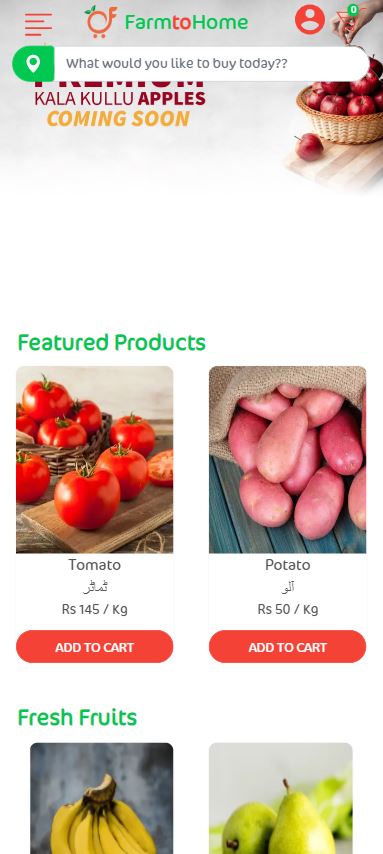 FarmtoHome
0
What would you like to buy today??
PREMIUM
KALA KULLU APPLES
COMING SOON
Featured Products
Tomato
ٹماٹر
Rs 145 / Kg
ADD TO CART
Potato
آلو
Rs 50 / Kg
ADD TO CART
Fresh Fruits